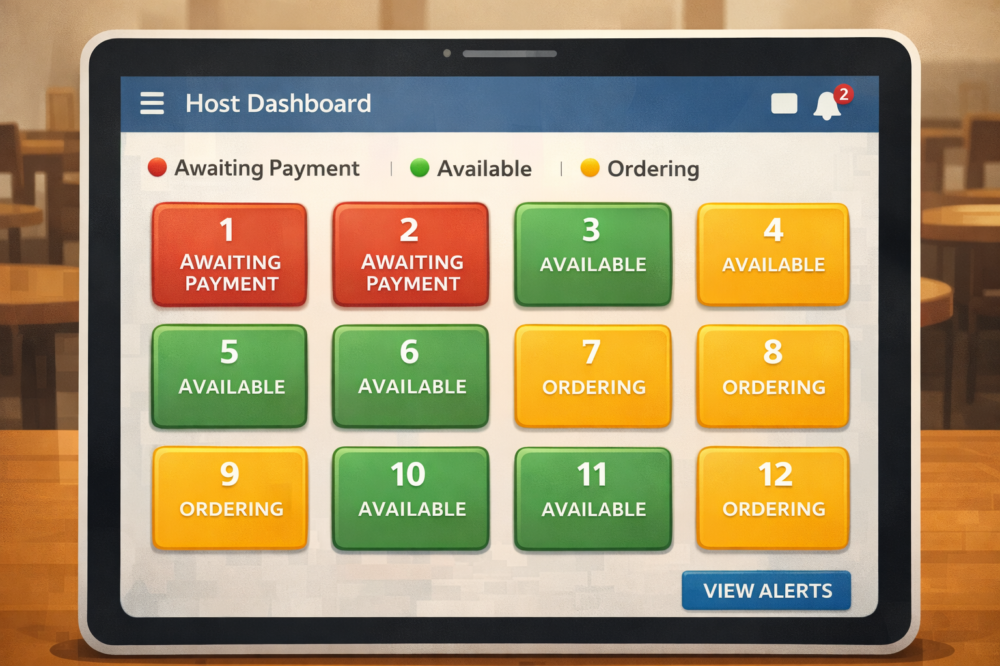 Host Dashboard
2
Awaiting Payment | Available | Ordering
1
AWAITING
PAYMENT
2
AWAITING
PAYMENT
3
AVAILABLE
4
AVAILABLE
5
AVAILABLE
6
AVAILABLE
7
ORDERING
8
ORDERING
9
ORDERING
10
AVAILABLE
11
AVAILABLE
12
ORDERING
VIEW ALERTS